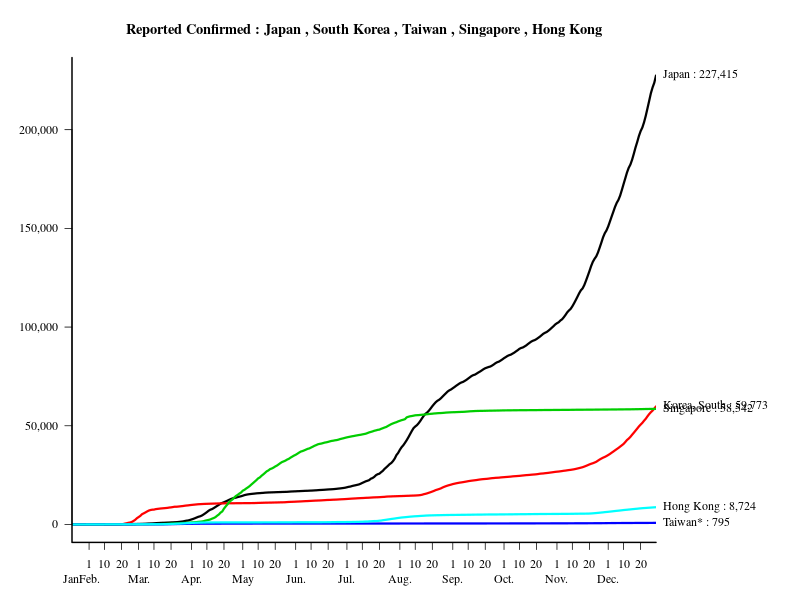 Reported Confirmed : Japan , South Korea , Taiwan , Singapore , Hong Kong
Japan : 227,415
200,000
150,000
100,000
Korea, South : 59,773
Singapore : 58,542
50,000
Hong Kong : 8,724
Taiwan* : 795
0
1 10 20 1 10 20 1 10 20 1 10 20 1 10 20 1 10 20 1 10 20 1 10 20 1 10 20 1 10 20 1 10 20
JanFeb. Mar. Apr. May Jun. Jul. Aug. Sep. Oct. Nov. Dec.